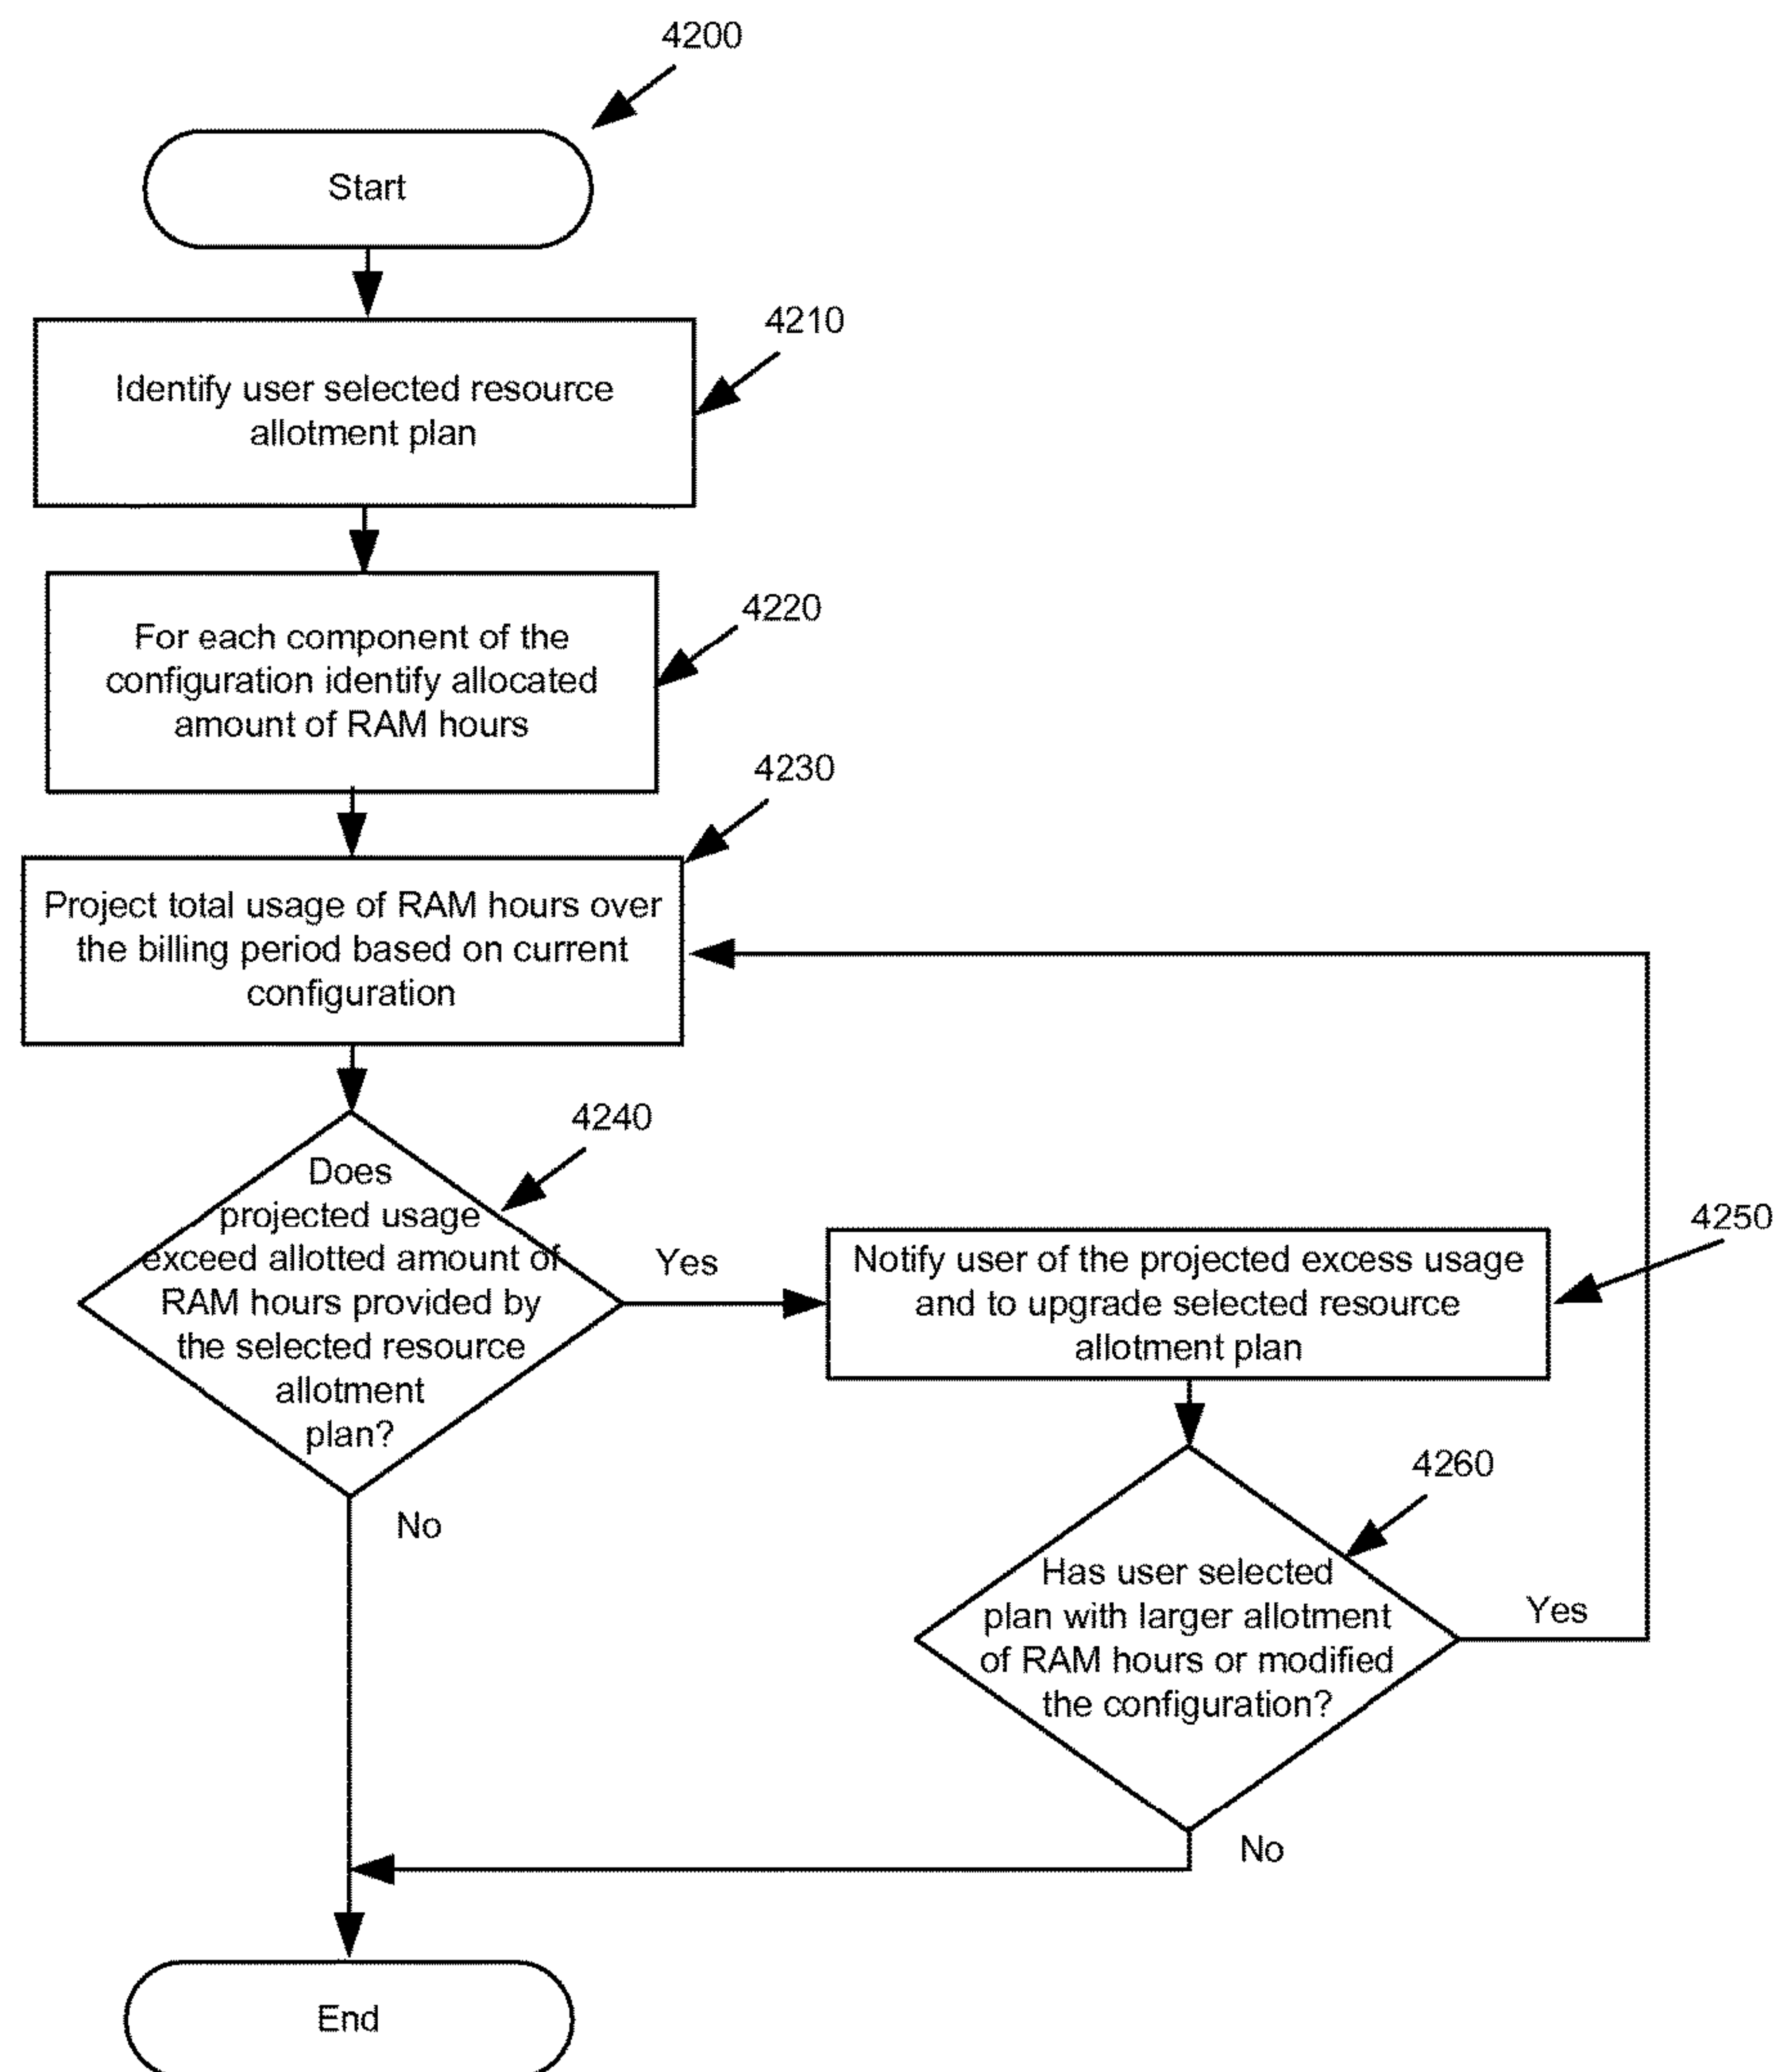 4200
Start
4210
Identify user selected resource
allotment plan
4220
For each component of the
configuration identify allocated
amount of RAM hours
4230
Project total usage of RAM hours over
the billing period based on current
configuration
4240
Does
projected usage
exceed allotted amount of
RAM hours provided by
the selected resource
allotment
plan?
Yes
No
4250
Notify user of the projected excess usage
and to upgrade selected resource
allotment plan
4260
Has user selected
plan with larger allotment
of RAM hours or modified
the configuration?
Yes
No
End